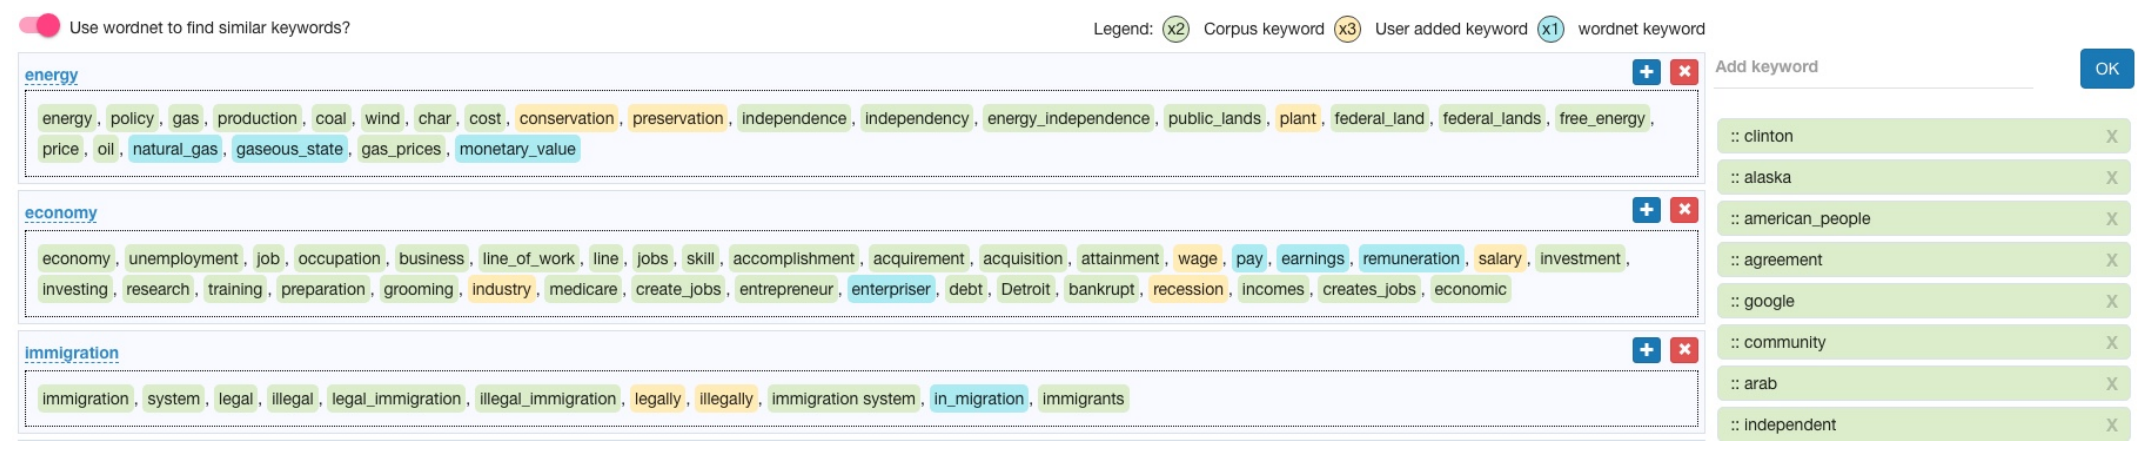 Use wordnet to find similar keywords?
Legend: x2 Corpus keyword x3 User added keyword x1 wordnet keyword
energy
energy , policy , gas , production , coal , wind , char , cost , conservation , preservation , independence , independency , energy_independence , public_lands , plant , federal_land , federal_lands , free_energy ,
price , oil , natural_gas , gaseous_state , gas_prices , monetary_value
economy
economy , unemployment , job , occupation , business , line_of_work , line , jobs , skill , accomplishment , acquirement , acquisition , attainment , wage , pay , earnings , remuneration , salary , investment ,
investing , research , training , preparation , grooming , industry , medicare , create_jobs , entrepreneur , enterpriser , debt , Detroit , bankrupt , recession , incomes , creates_jobs , economic
immigration
immigration , system , legal , illegal , legal_immigration , illegal_immigration , legally , illegally , immigration system , in_migration , immigrants
Add keyword
OK
:: clinton X
:: alaska X
:: american_people X
:: agreement X
:: google X
:: community X
:: arab X
:: independent X